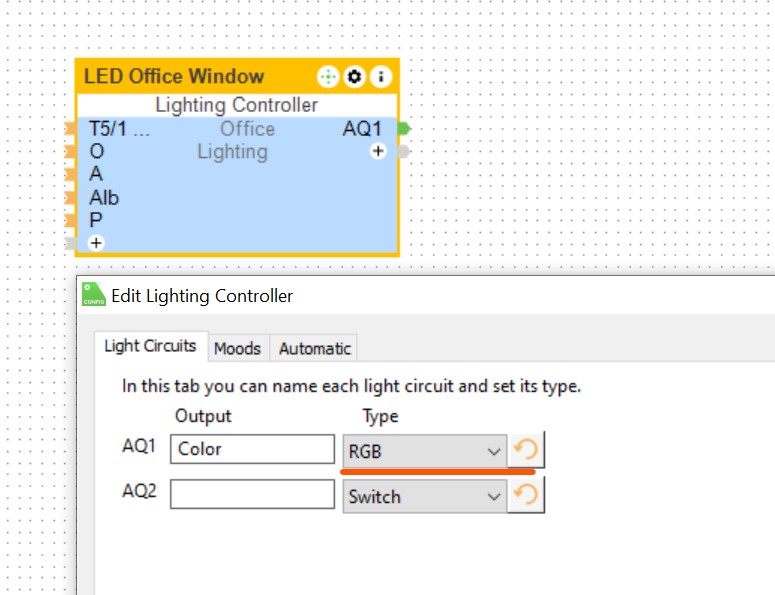 LED Office Window
Lighting Controller
T5/1 ... Office AQ1
O Lighting +
A
Alb
P
+
CONFIG
Edit Lighting Controller
Light Circuits Moods Automatic
In this tab you can name each light circuit and set its type.
Output Type
AQ1 Color RGB
AQ2 Switch